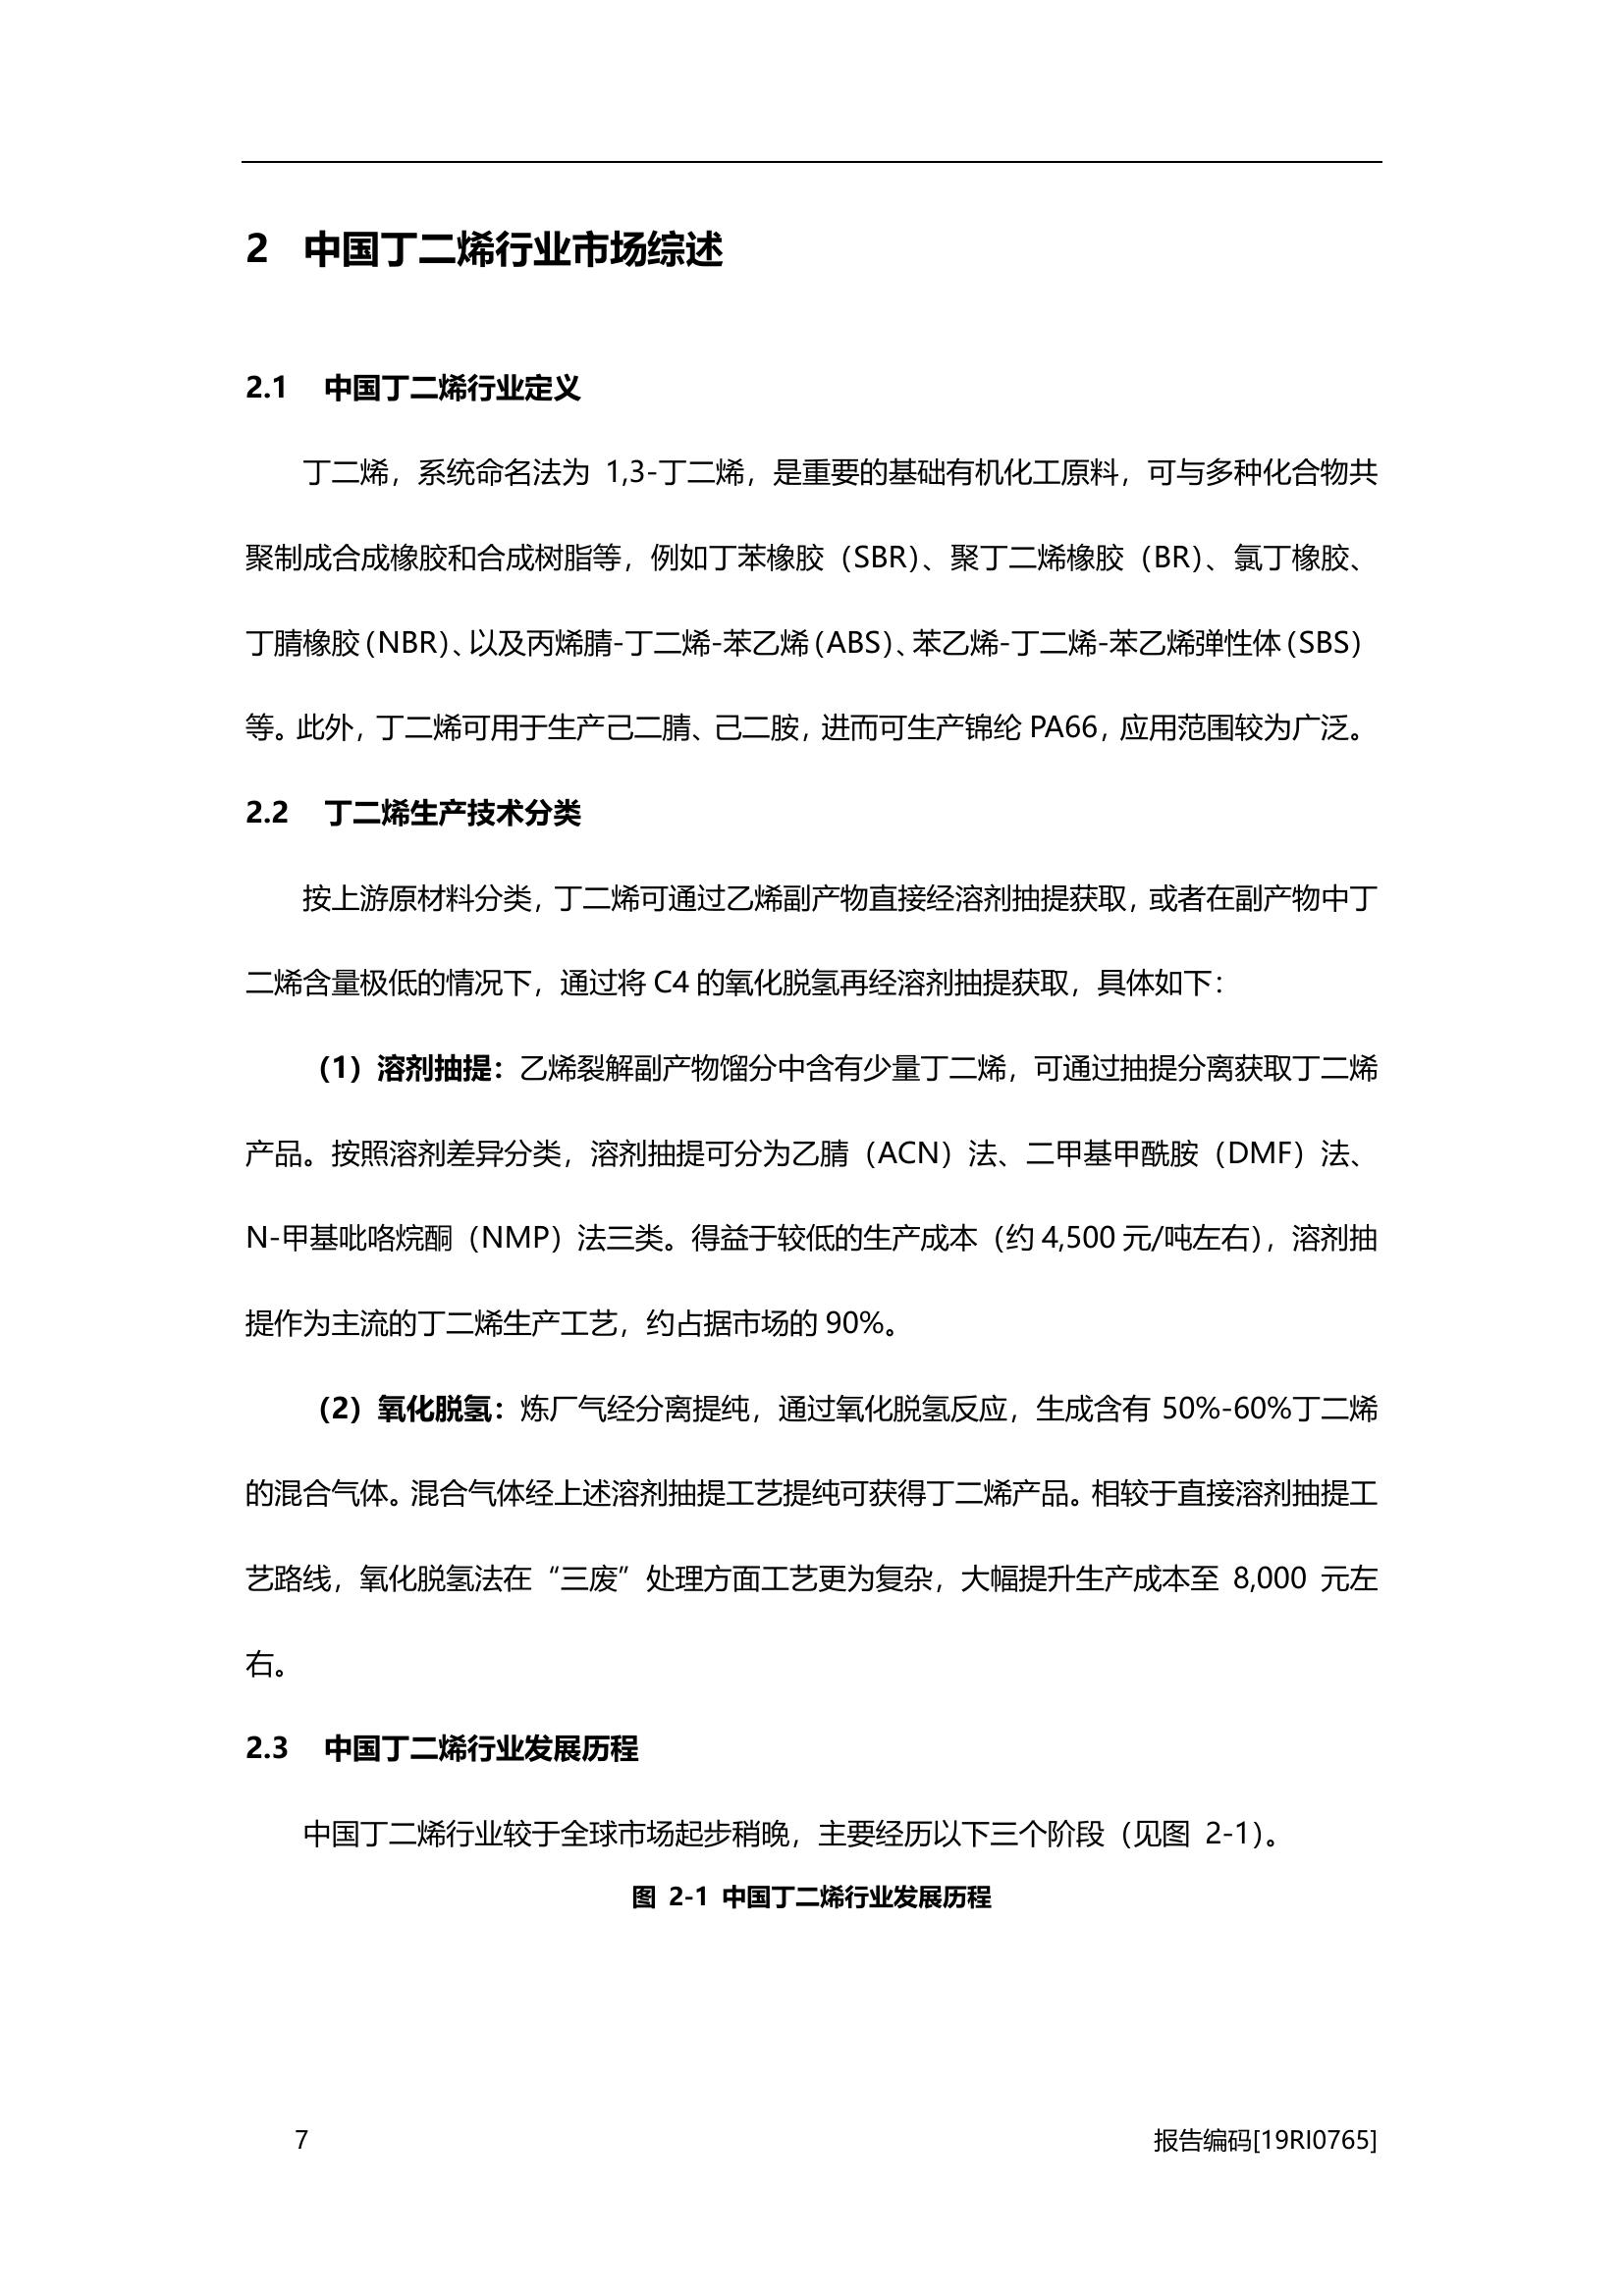 2 中国丁二烯行业市场综述
2.1 中国丁二烯行业定义
丁二烯，系统命名法为 1,3-丁二烯，是重要的基础有机化工原料，可与多种化合物共
聚制成合成橡胶和合成树脂等，例如丁苯橡胶（SBR）、聚丁二烯橡胶（BR）、氯丁橡胶、
丁腈橡胶（NBR）、以及丙烯腈-丁二烯-苯乙烯（ABS）、苯乙烯-丁二烯-苯乙烯弹性体（SBS）
等。此外，丁二烯可用于生产己二腈、己二胺，进而可生产锦纶 PA66，应用范围较为广泛。
2.2 丁二烯生产技术分类
按上游原材料分类，丁二烯可通过乙烯副产物直接经溶剂抽提获取，或者在副产物中丁
二烯含量极低的情况下，通过将 C4 的氧化脱氢再经溶剂抽提获取，具体如下：
（1）溶剂抽提：乙烯裂解副产物馏分中含有少量丁二烯，可通过抽提分离获取丁二烯
产品。按照溶剂差异分类，溶剂抽提可分为乙腈（ACN）法、二甲基甲酰胺（DMF）法、
N-甲基吡咯烷酮（NMP）法三类。得益于较低的生产成本（约 4,500 元/吨左右），溶剂抽
提作为主流的丁二烯生产工艺，约占据市场的 90%。
（2）氧化脱氢：炼厂气经分离提纯，通过氧化脱氢反应，生成含有 50%-60%丁二烯
的混合气体。混合气体经上述溶剂抽提工艺提纯可获得丁二烯产品。相较于直接溶剂抽提工
艺路线，氧化脱氢法在“三废”处理方面工艺更为复杂，大幅提升生产成本至 8,000 元左
右。
2.3 中国丁二烯行业发展历程
中国丁二烯行业较于全球市场起步稍晚，主要经历以下三个阶段（见图 2-1）。
图 2-1 中国丁二烯行业发展历程
7 报告编码[19RI0765]